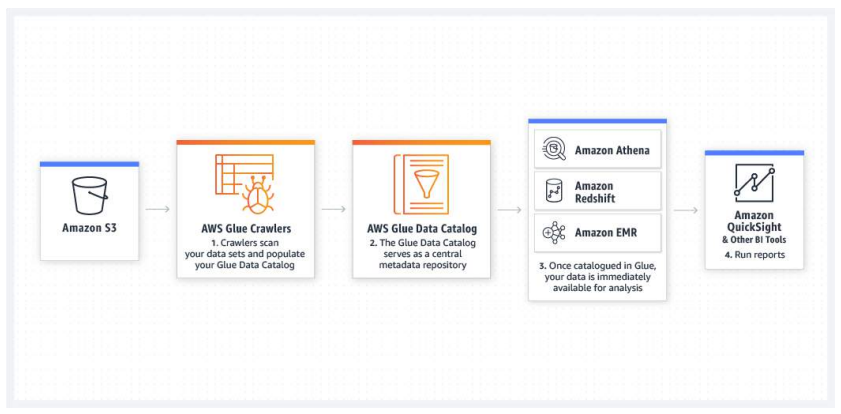 Amazon S3
AWS Glue Crawlers
1. Crawlers scan
your data sets and populate
your Glue Data Catalog
AWS Glue Data Catalog
2. The Glue Data Catalog
serves as a central
metadata repository
Amazon Athena
Amazon
Redshift
Amazon EMR
3. Once catalogued in Glue,
your data is immediately
available for analysis
Amazon
QuickSight
& Other BI Tools
4. Run reports